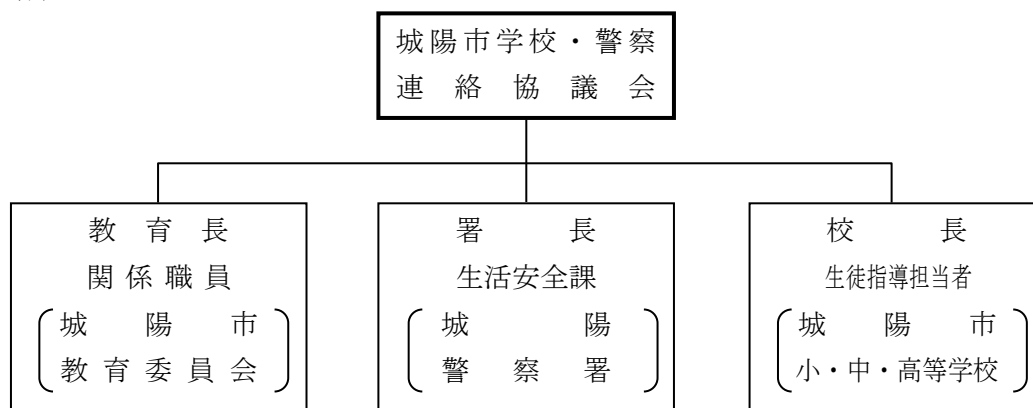 城陽市学校・警察
連絡協議会
教育長
関係職員
城陽市
教育委員会
署長
生活安全課
城陽
警察署
校長
生徒指導担当者
城陽市
小・中・高等学校